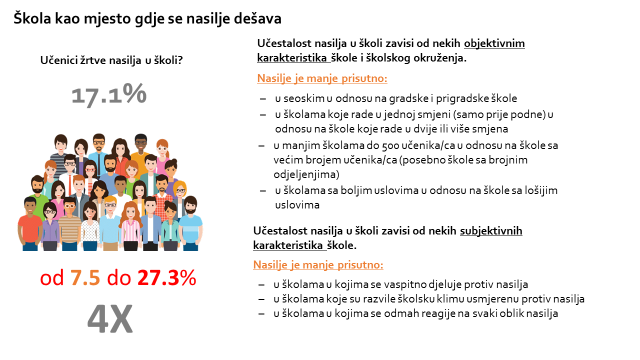 Škola kao mjesto gdje se nasilje dešava
Učenici žrtve nasilja u školi?
17.1%
od 7.5 do 27.3%
4X
Učestalost nasilja u školi zavisi od nekih objektivnim
karakteristika škole i školskog okruženja.
Nasilje je manje prisutno:
– u seoskim u odnosu na gradske i prigradske škole
– u školama koje rade u jednoj smjeni (samo prije podne) u
odnosu na škole koje rade u dvije ili više smjena
– u manjim školama do 500 učenika/ca u odnosu na škole sa
većim brojem učenika/ca (posebno škole sa brojnim
odjeljenjima)
– u školama sa boljim uslovima u odnosu na škole sa lošijim
uslovima
Učestalost nasilja u školi zavisi od nekih subjektivnih
karakteristika škole.
Nasilje je manje prisutno:
– u školama u kojima se vaspitno djeluje protiv nasilja
– u školama koje su razvile školsku klimu usmjerenu protiv nasilja
– u školama u kojima se odmah reagije na svaki oblik nasilja